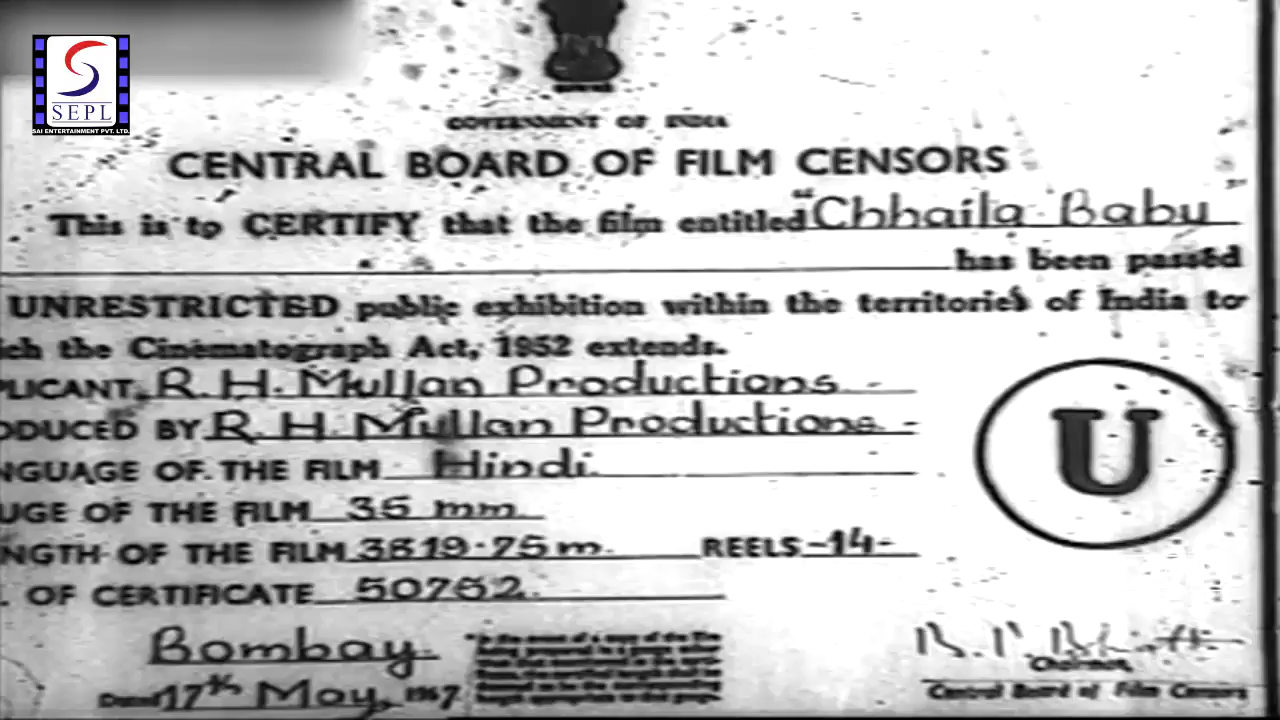 SEPL
SAI ENTERTAINMENT PVT. LTD.
GOVERNMENT OF INDIA
CENTRAL BOARD OF FILM CENSORS
This is to CERTIFY that the film entitled "Chhaila Babu"
has been passed
UNRESTRICTED public exhibition within the territories of India to
ich the Cinematograph Act, 1952 extends.
PLICANT R. H. Mullan Productions -
ODUCED BY R. H. Mullan Productions -
NGUAGE OF THE FILM Hindi
UGE OF THE FILM 35 mm
NGTH OF THE FILM 3619.75 m. REELS -14-
. OF CERTIFICATE 50752
U
Bombay
Dated 17th May, 1967
Chairman
Central Board of Film Censors